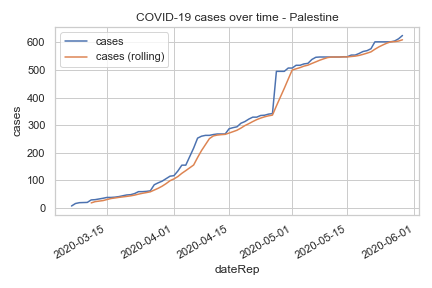 COVID-19 cases over time - Palestine
cases
cases (rolling)
600
500
400
300
200
100
0
cases
2020-03-15
2020-04-01
2020-04-15
2020-05-01
2020-05-15
2020-06-01
dateRep